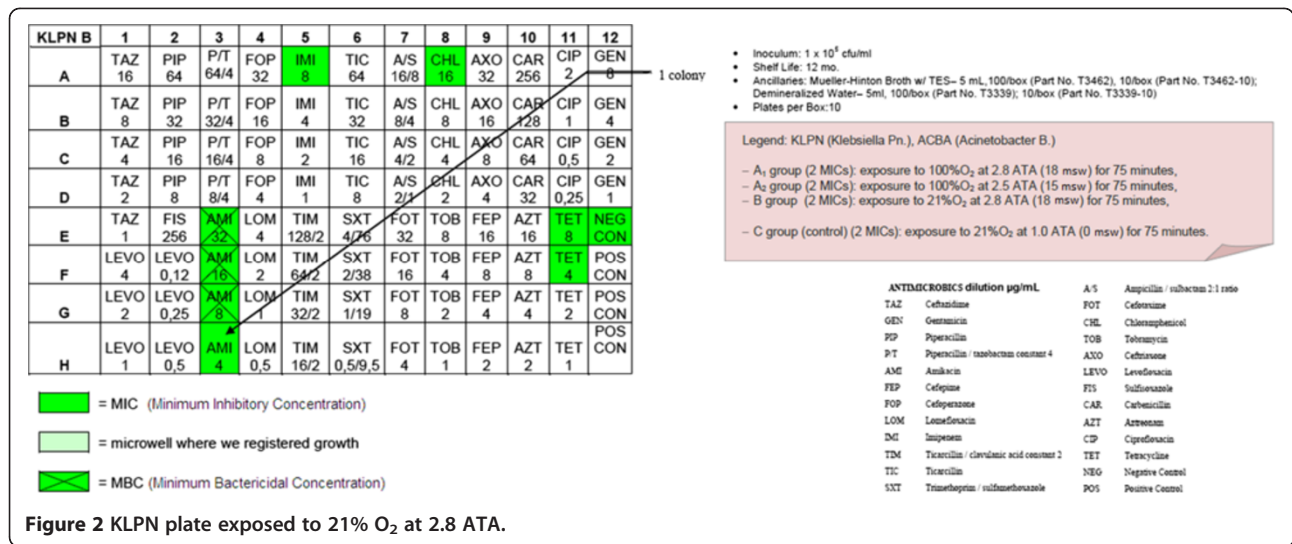 KLPN B 1 2 3 4 5 6 7 8 9 10 11 12
TAZ PIP P/T FOP IMI TIC A/S CHL AXO CAR CIP GEN
A 16 64 64/4 32 8 64 16/8 16 32 256 2 8
TAZ PIP P/T FOP IMI TIC A/S CHL AXO CAR CIP GEN
B 8 32 32/4 16 4 32 8/4 8 16 128 1 4
TAZ PIP P/T FOP IMI TIC A/S CHL AXO CAR CIP GEN
C 4 16 16/4 8 2 16 4/2 4 8 64 0,5 2
TAZ PIP P/T FOP IMI TIC A/S CHL AXO CAR CIP GEN
D 2 8 8/4 4 1 8 2/1 2 4 32 0,25 1
TAZ FIS AMI LOM TIM SXT FOT TOB FEP AZT TET NEG
E 1 256 32 4 128/2 4/76 32 8 16 16 8 CON
LEVO LEVO AMI LOM TIM SXT FOT TOB FEP AZT TET POS
F 4 0,12 16 2 64/2 2/38 16 4 8 8 4 CON
LEVO LEVO AMI LOM TIM SXT FOT TOB FEP AZT TET POS
G 2 0,25 8 1 32/2 1/19 8 2 4 4 2 CON
LEVO LEVO AMI LOM TIM SXT FOT TOB FEP AZT TET POS CON
H 1 0,5 4 0,5 16/2 0,5/9,5 4 1 2 2 1
1 colony
= MIC (Minimum Inhibitory Concentration)
= microwell where we registered growth
= MBC (Minimum Bactericidal Concentration)
• Inoculum: 1 x 10⁵ cfu/ml
• Shelf Life: 12 mo.
• Ancillaries: Mueller-Hinton Broth w/ TES– 5 mL,100/box (Part No. T3462), 10/box (Part No. T3462-10);
Demineralized Water– 5ml, 100/box (Part No. T3339); 10/box (Part No. T3339-10)
• Plates per Box:10
Legend: KLPN (Klebsiella Pn.), ACBA (Acinetobacter B.)
– A₁ group (2 MICs): exposure to 100%O₂ at 2.8 ATA (18 msw) for 75 minutes,
– A₂ group (2 MICs): exposure to 100%O₂ at 2.5 ATA (15 msw) for 75 minutes,
– B group (2 MICs): exposure to 21%O₂ at 2.8 ATA (18 msw) for 75 minutes,
– C group (control) (2 MICs): exposure to 21%O₂ at 1.0 ATA (0 msw) for 75 minutes.
ANTIMICROBICS dilution µg/mL
TAZ Ceftazidime
GEN Gentamicin
PIP Piperacillin
P/T Piperacillin / tazobactam constant 4
AMI Amikacin
FEP Cefepime
FOP Cefoperazone
LOM Lomefloxacin
IMI Imipenem
TIM Ticarcillin / clavulanic acid constant 2
TIC Ticarcillin
SXT Trimethoprim / sulfamethoxazole
A/S Ampicillin / sulbactam 2:1 ratio
FOT Cefotaxime
CHL Chloramphenicol
TOB Tobramycin
AXO Ceftriaxone
LEVO Levofloxacin
FIS Sulfisoxazole
CAR Carbenicillin
AZT Aztreonam
CIP Ciprofloxacin
TET Tetracycline
NEG Negative Control
POS Positive Control
Figure 2 KLPN plate exposed to 21% O₂ at 2.8 ATA.